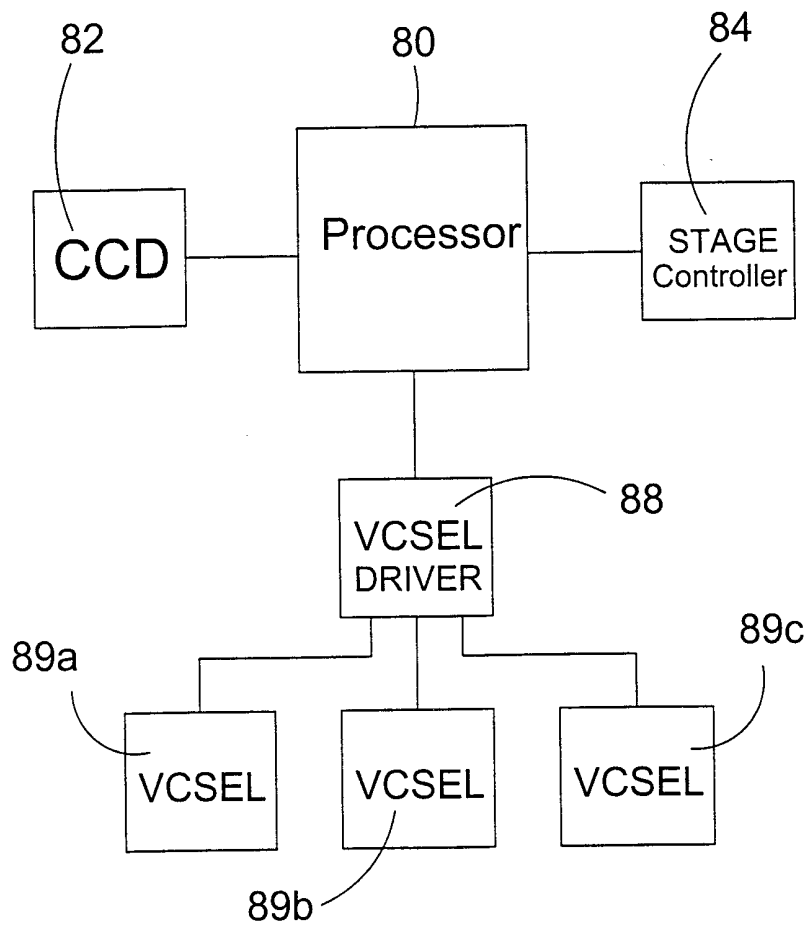 82
80
84
CCD
Processor
STAGE
Controller
88
VCSEL
DRIVER
89a
89c
VCSEL
VCSEL
VCSEL
89b